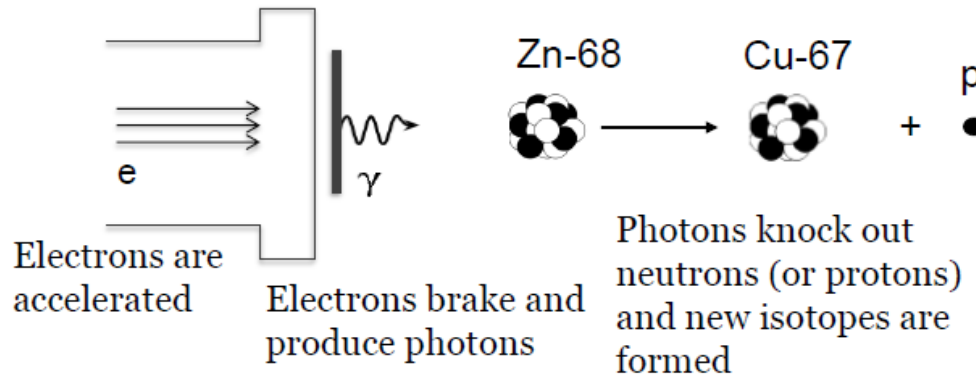 Zn-68
Cu-67
p
+
e
γ
Electrons are
accelerated
Electrons brake and
produce photons
Photons knock out
neutrons (or protons)
and new isotopes are
formed